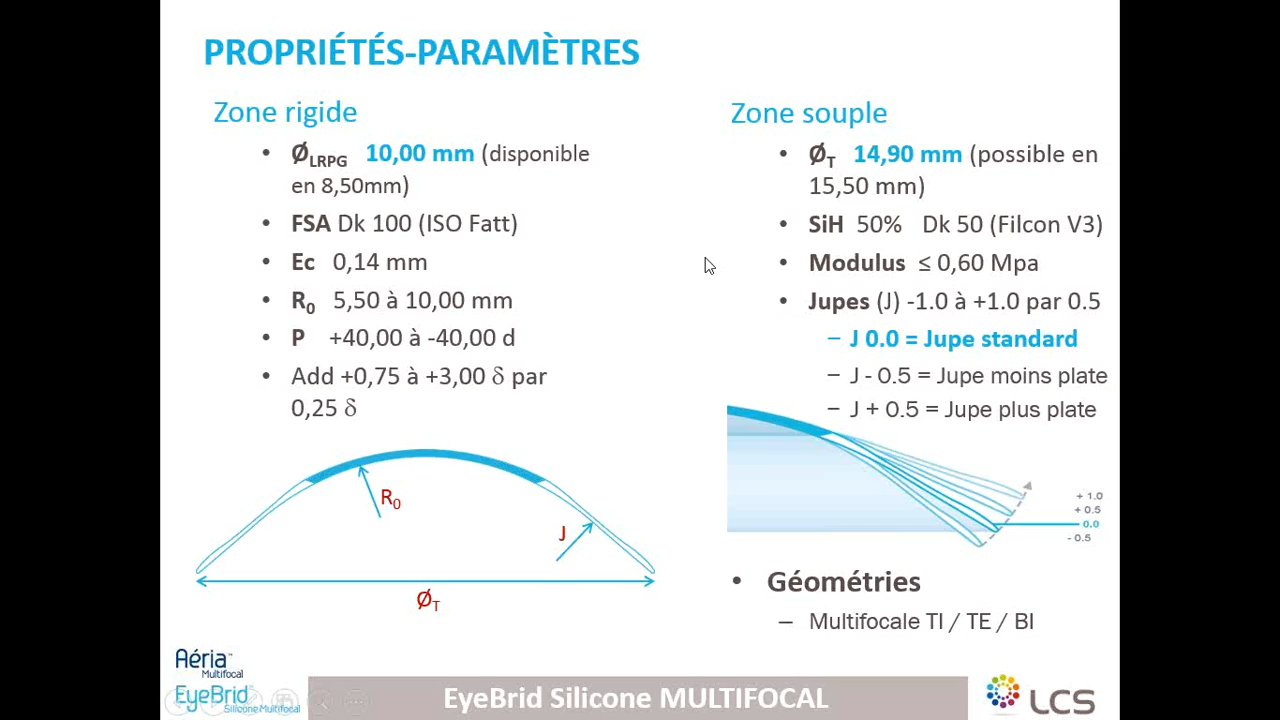 PROPRIÉTÉS-PARAMÈTRES
Zone rigide
• Ø LRPG 10,00 mm (disponible
en 8,50mm)
• FSA Dk 100 (ISO Fatt)
• Ec 0,14 mm
• R0 5,50 à 10,00 mm
• P +40,00 à -40,00 d
• Add +0,75 à +3,00 δ par
0,25 δ
R0
J
ØT
Zone souple
• ØT 14,90 mm (possible en
15,50 mm)
• SiH 50% Dk 50 (Filcon V3)
• Modulus ≤ 0,60 Mpa
• Jupes (J) -1.0 à +1.0 par 0.5
– J 0.0 = Jupe standard
– J - 0.5 = Jupe moins plate
– J + 0.5 = Jupe plus plate
+ 1.0
+ 0.5
0.0
- 0.5
• Géométries
– Multifocale TI / TE / BI
Aéria™
Multifocal
EyeBrid™
Silicone Multifocal
EyeBrid Silicone MULTIFOCAL
LCS